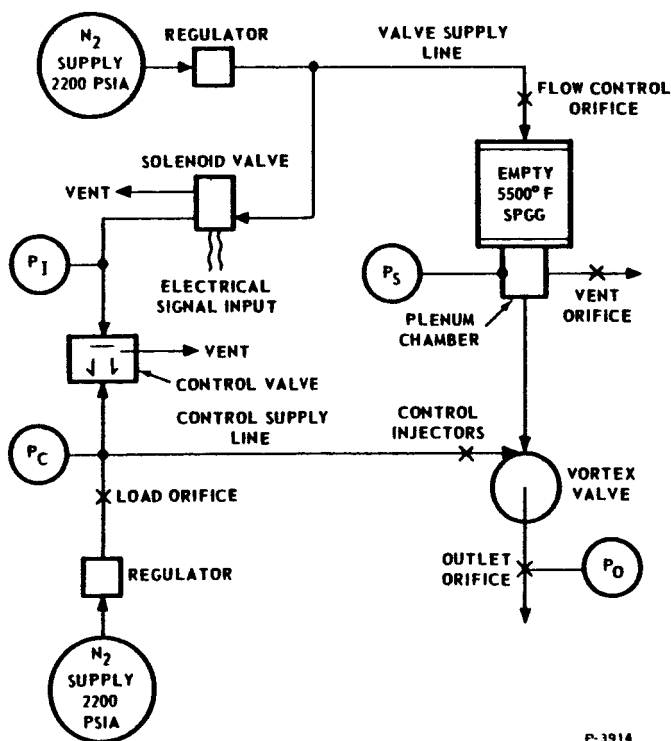 N2
SUPPLY
2200 PSIA
REGULATOR
VALVE SUPPLY
LINE
FLOW CONTROL
ORIFICE
SOLENOID VALVE
VENT
EMPTY
5500° F
SPGG
PI
ELECTRICAL
SIGNAL INPUT
PS
PLENUM
CHAMBER
VENT
ORIFICE
VENT
CONTROL VALVE
CONTROL SUPPLY
LINE
CONTROL
INJECTORS
PC
LOAD ORIFICE
VORTEX
VALVE
REGULATOR
OUTLET
ORIFICE
PO
N2
SUPPLY
2200
PSIA
P-3914